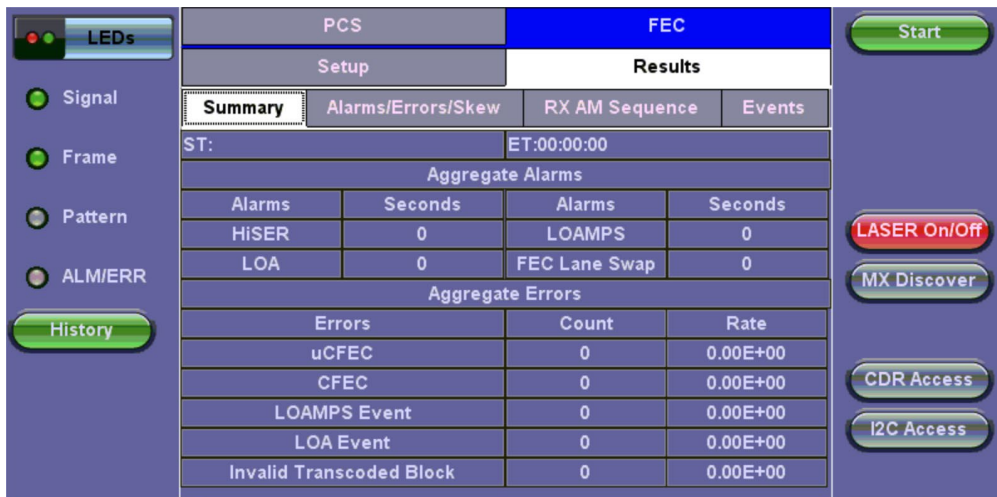 LEDs
PCS FEC
Start
Setup Results
Signal
Summary Alarms/Errors/Skew RX AM Sequence Events
ST: ET:00:00:00
Frame
Aggregate Alarms
Alarms Seconds Alarms Seconds
Pattern
HiSER 0 LOAMPS 0
LASER On/Off
LOA 0 FEC Lane Swap 0
ALM/ERR
MX Discover
Aggregate Errors
History
Errors Count Rate
uCFEC 0 0.00E+00
CFEC 0 0.00E+00
CDR Access
LOAMPS Event 0 0.00E+00
I2C Access
LOA Event 0 0.00E+00
Invalid Transcoded Block 0 0.00E+00